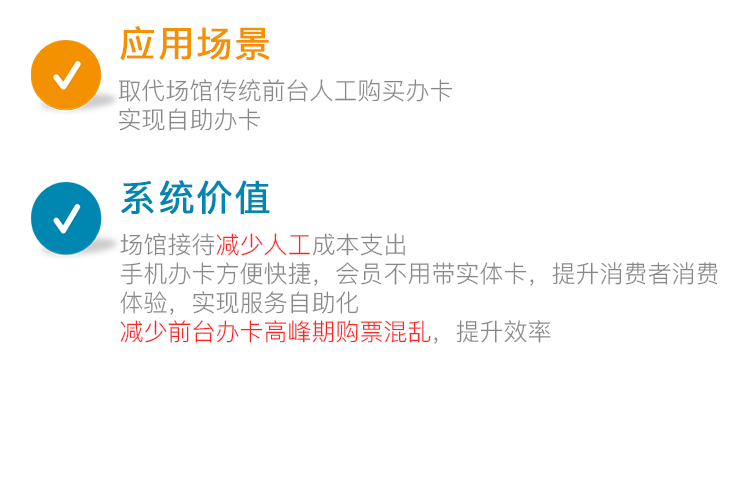 应用场景
取代场馆传统前台人工购买办卡
实现自助办卡
系统价值
场馆接待减少人工成本支出
手机办卡方便快捷，会员不用带实体卡，提升消费者消费
体验，实现服务自助化
减少前台办卡高峰期购票混乱，提升效率